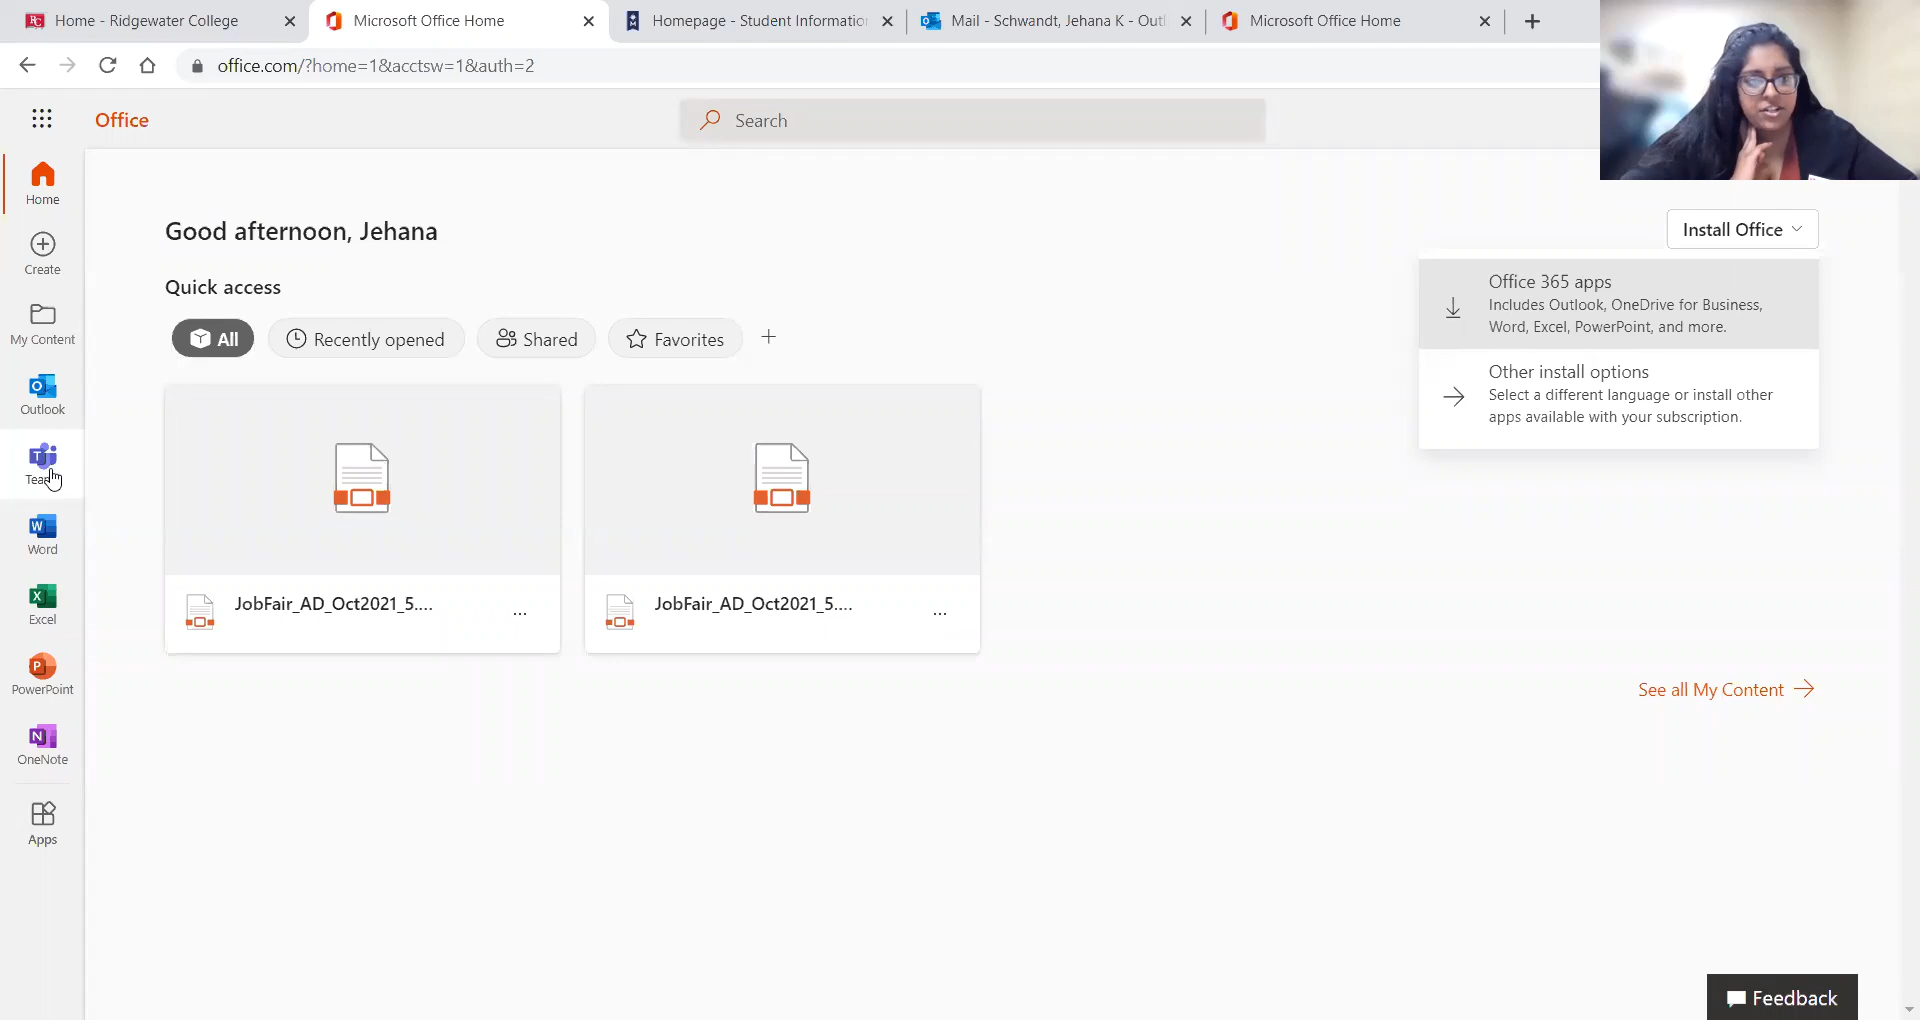 Home - Ridgewater College
Microsoft Office Home
Homepage - Student Informatio
Mail - Schwandt, Jehana K - Outl
Microsoft Office Home
office.com/?home=1&acctsw=1&auth=2
Office
Search
Home
Create
My Content
Outlook
Word
Excel
PowerPoint
OneNote
Apps
Good afternoon, Jehana
Install Office
Office 365 apps
Includes Outlook, OneDrive for Business,
Word, Excel, PowerPoint, and more.
Other install options
Select a different language or install other
apps available with your subscription.
Quick access
All
Recently opened
Shared
Favorites
JobFair_AD_Oct2021_5....
JobFair_AD_Oct2021_5....
See all My Content
Feedback